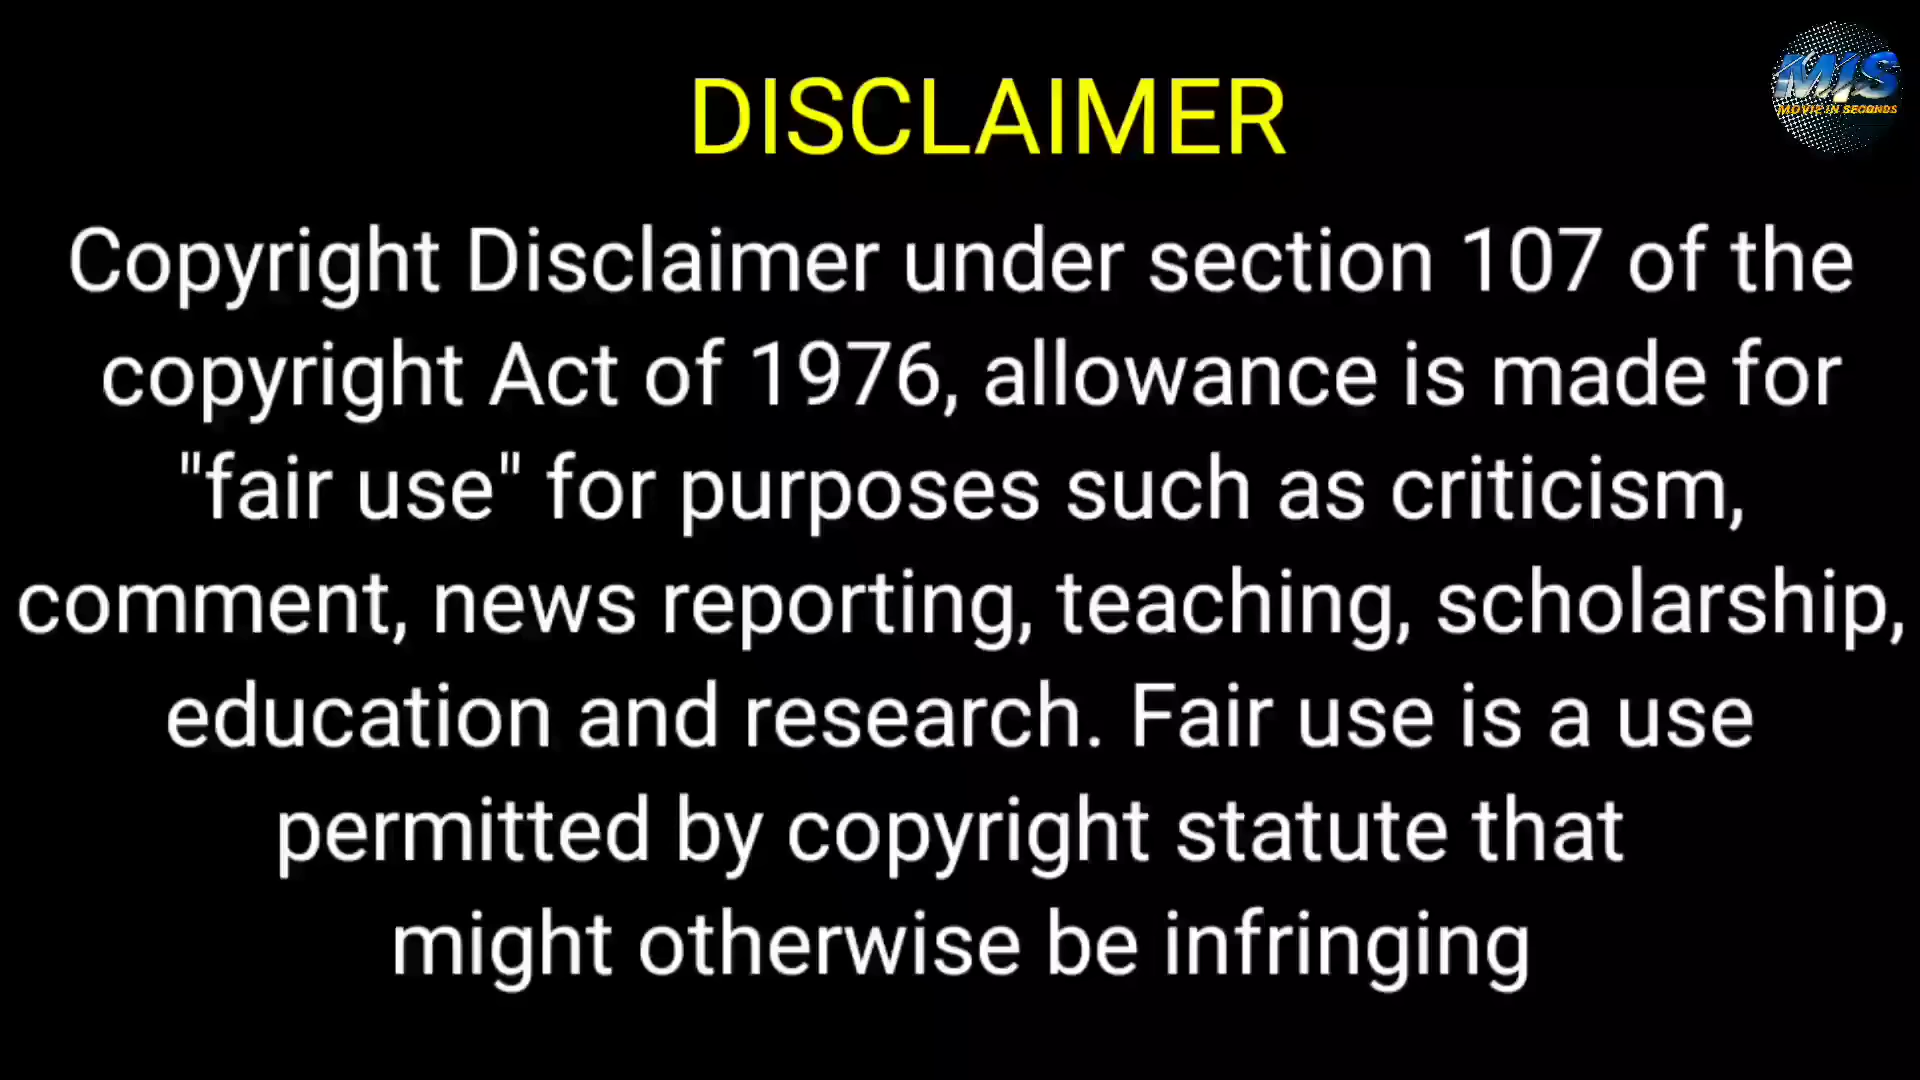 MIS
MOVIE IN SECONDS
DISCLAIMER
Copyright Disclaimer under section 107 of the
copyright Act of 1976, allowance is made for
"fair use" for purposes such as criticism,
comment, news reporting, teaching, scholarship,
education and research. Fair use is a use
permitted by copyright statute that
might otherwise be infringing